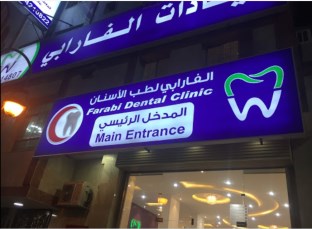 عيادات الفارابي
الفارابي لطب الأسنان
Farabi Dental Clinic
المدخل الرئيسي
Main Entrance